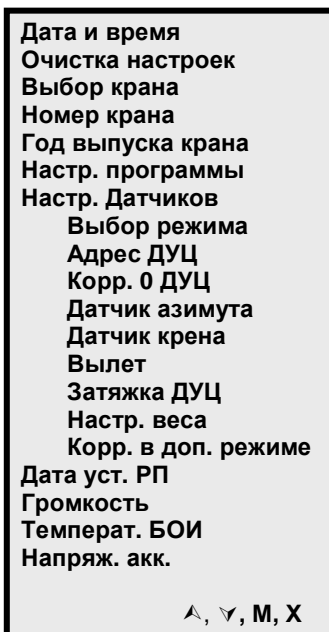 Дата и время
Очистка настроек
Выбор крана
Номер крана
Год выпуска крана
Настр. программы
Настр. Датчиков
Выбор режима
Адрес ДУЦ
Корр. 0 ДУЦ
Датчик азимута
Датчик крена
Вылет
Затяжка ДУЦ
Настр. веса
Корр. в доп. режиме
Дата уст. РП
Громкость
Температ. БОИ
Напряж. акк.
⮝, ⮟, М, Х